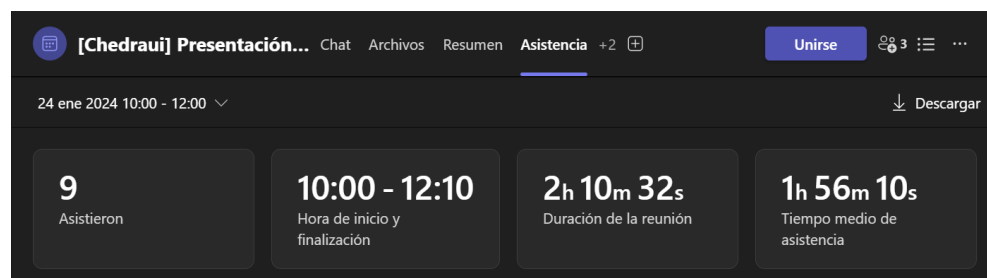 [Chedraui] Presentación... Chat Archivos Resumen Asistencia +2 Unirse 3 ...
24 ene 2024 10:00 - 12:00 Descargar
9
Asistieron
10:00 - 12:10
Hora de inicio y
finalización
2h 10m 32s
Duración de la reunión
1h 56m 10s
Tiempo medio de
asistencia